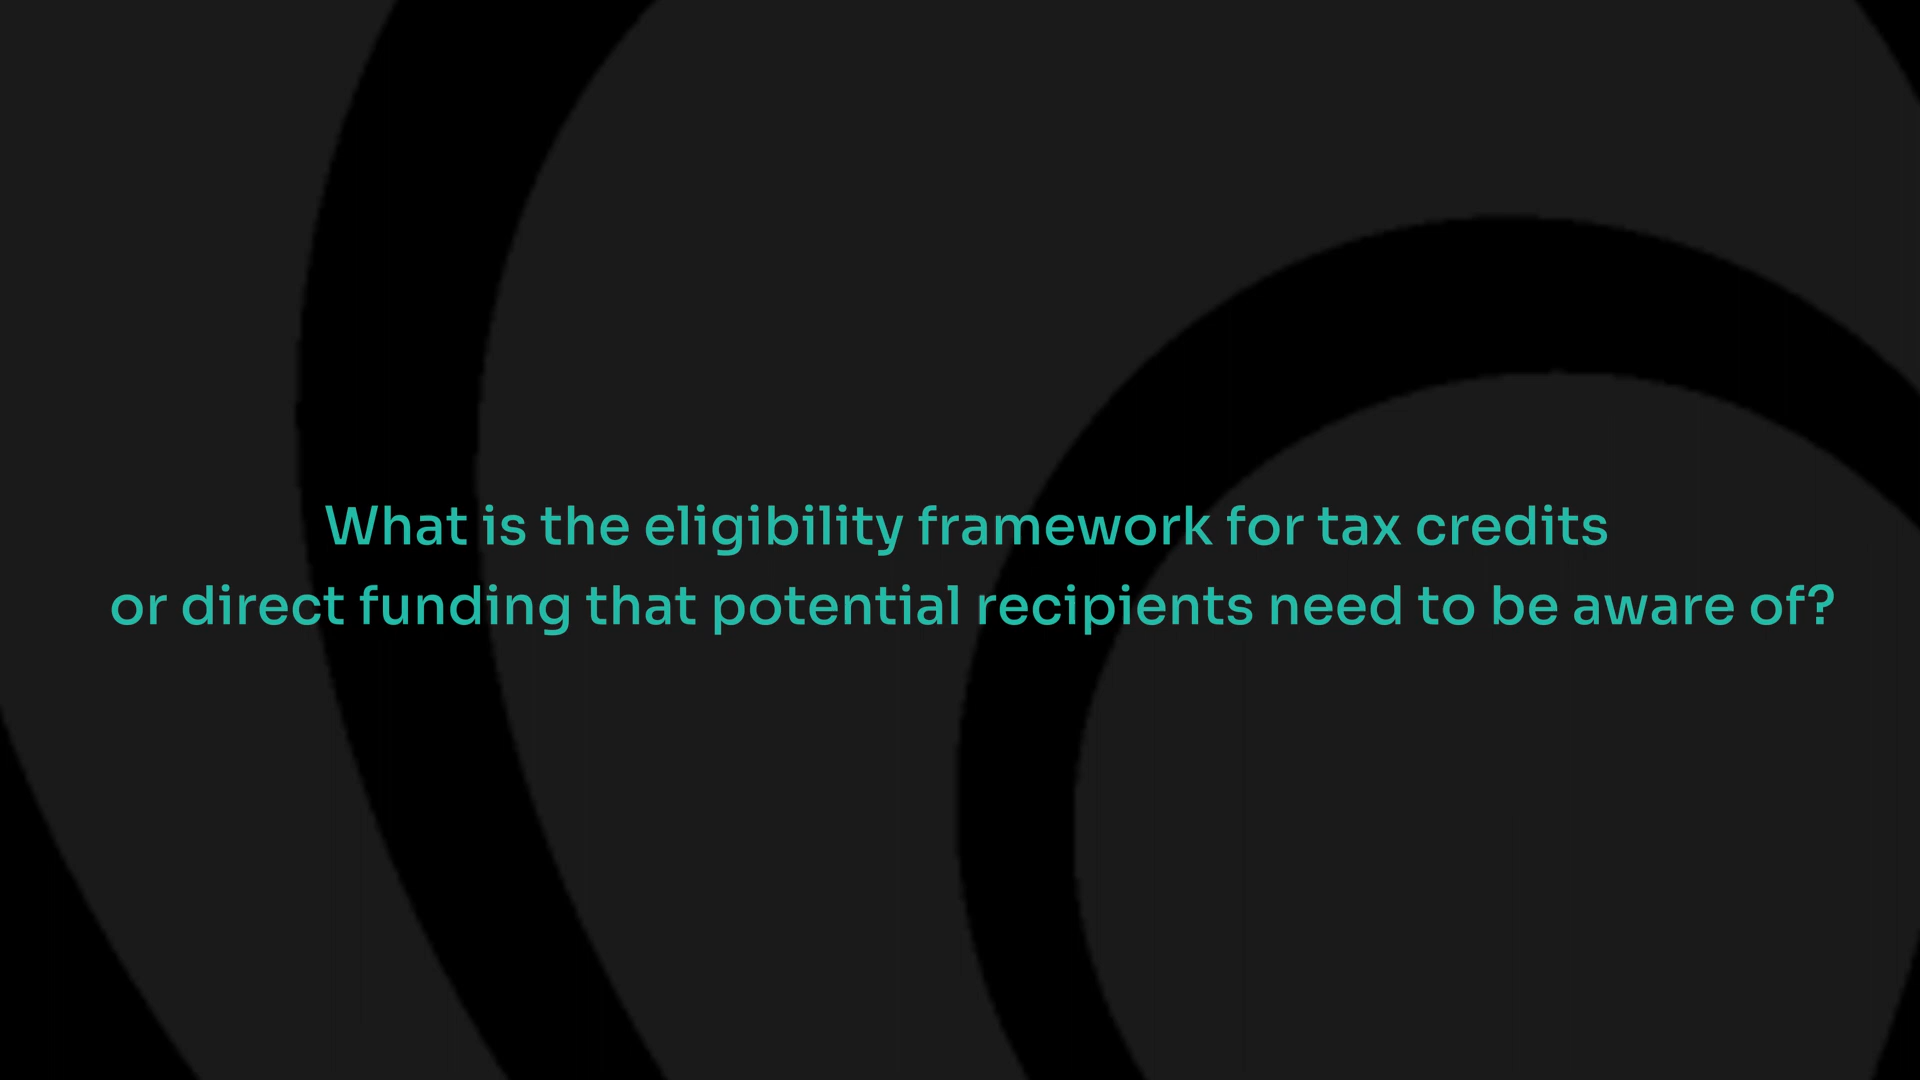 What is the eligibility framework for tax credits
or direct funding that potential recipients need to be aware of?